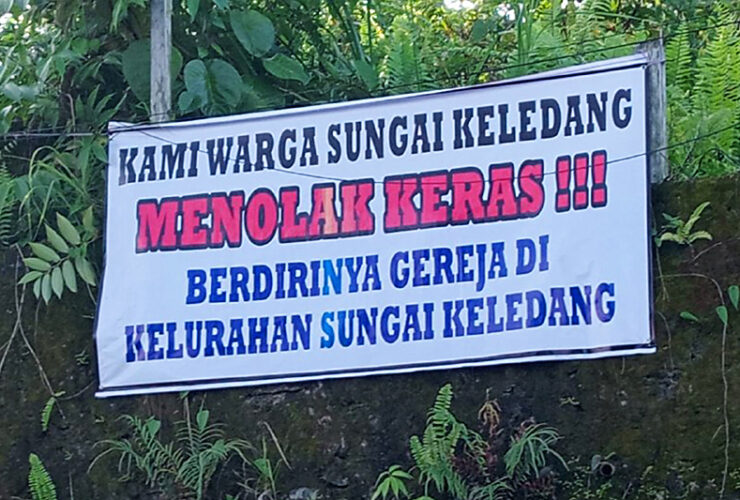 KAMI WARGA SUNGAI KELEDANG
MENOLAK KERAS !!!
BERDIRINYA GEREJA DI
KELURAHAN SUNGAI KELEDANG